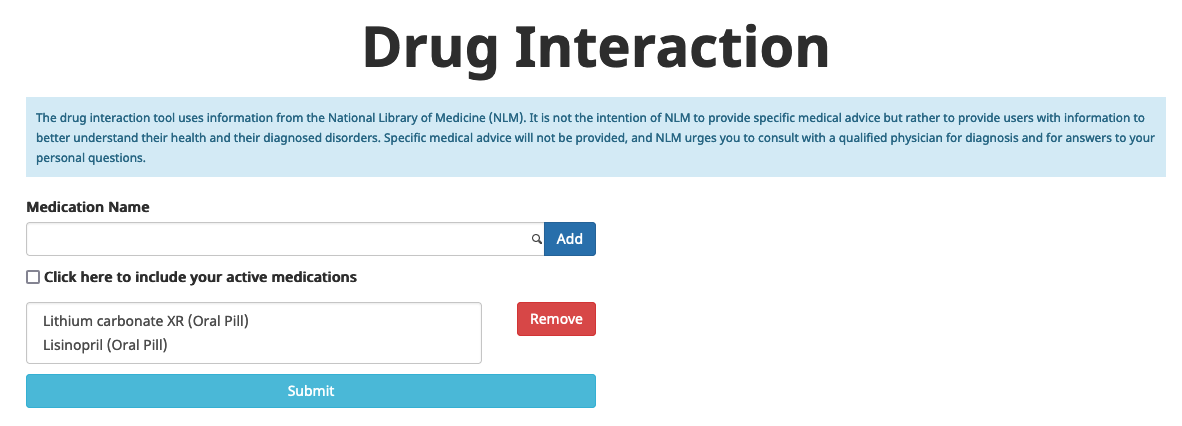 Drug Interaction
The drug interaction tool uses information from the National Library of Medicine (NLM). It is not the intention of NLM to provide specific medical advice but rather to provide users with information to
better understand their health and their diagnosed disorders. Specific medical advice will not be provided, and NLM urges you to consult with a qualified physician for diagnosis and for answers to your
personal questions.
Medication Name
Add
Click here to include your active medications
Lithium carbonate XR (Oral Pill)
Remove
Lisinopril (Oral Pill)
Submit